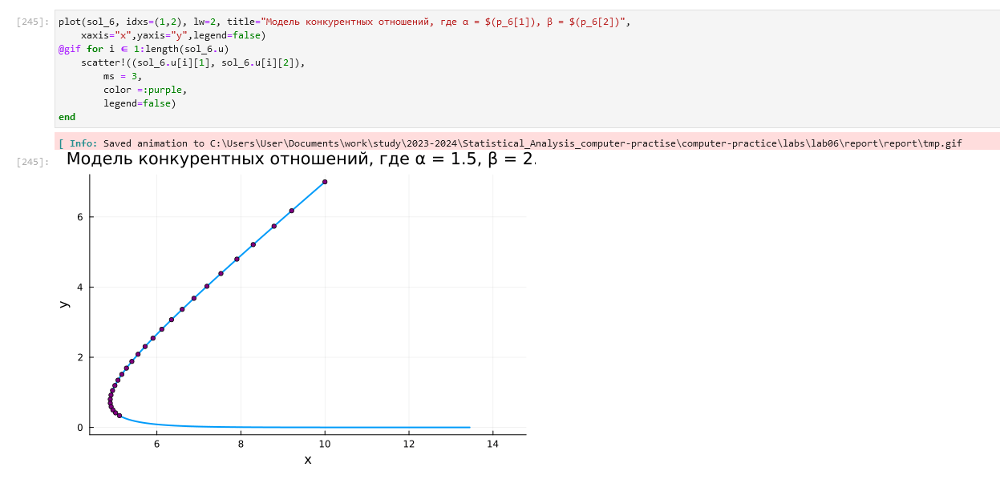 [245]: plot(sol_6, idxs=(1,2), lw=2, title="Модель конкурентных отношений, где α = $(p_6[1]), β = $(p_6[2])",
xaxis="x",yaxis="y",legend=false)
@gif for i ∈ 1:length(sol_6.u)
scatter!((sol_6.u[i][1], sol_6.u[i][2]),
ms = 3,
color =:purple,
legend=false)
end
[ Info: Saved animation to C:\Users\User\Documents\work\study\2023-2024\Statistical_Analysis_computer-practise\computer-practice\labs\lab06\report\report\tmp.gif
[245]: Модель конкурентных отношений, где α = 1.5, β = 2.
6
4
2
0
y
6 8 10 12 14
x